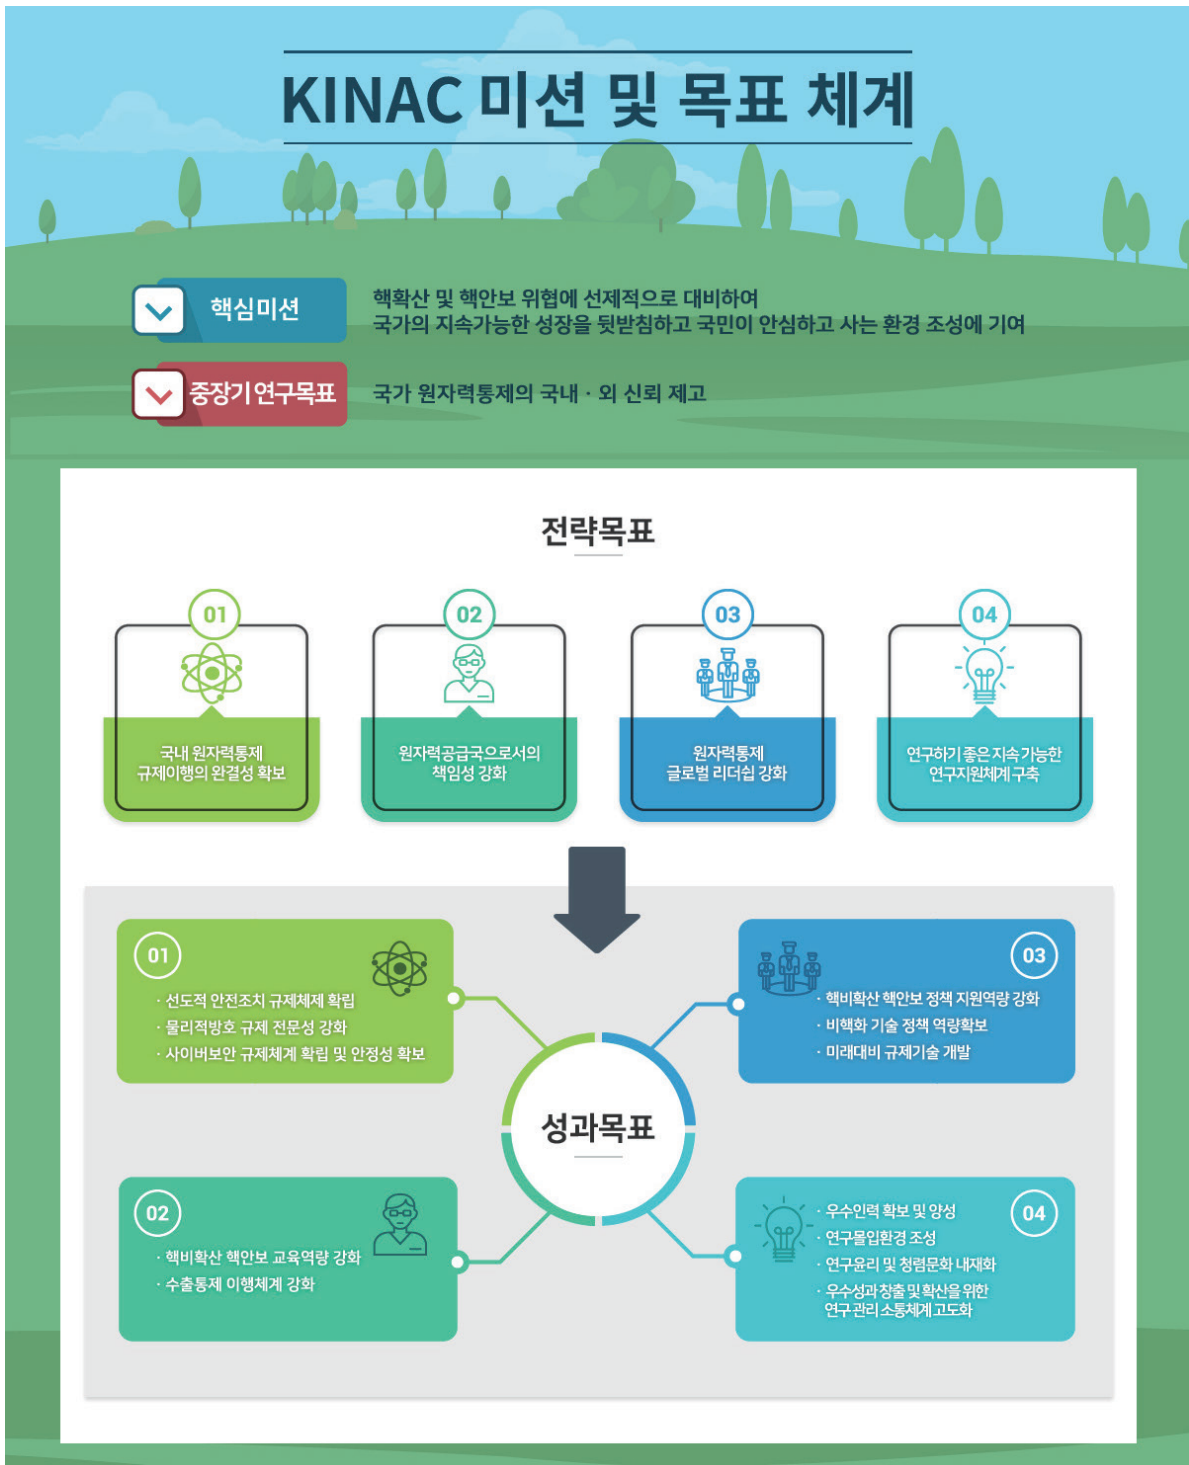 KINAC 미션 및 목표 체계
핵심미션
핵확산 및 핵안보 위협에 선제적으로 대비하여
국가의 지속가능한 성장을 뒷받침하고 국민이 안심하고 사는 환경 조성에 기여
중장기 연구목표
국가 원자력통제의 국내 · 외 신뢰 제고
전략목표
01
국내 원자력통제
규제이행의 완결성 확보
02
원자력공급국으로서의
책임성 강화
03
원자력통제
글로벌 리더쉽 강화
04
연구하기 좋은 지속 가능한
연구지원체계 구축
01
· 선도적 안전조치 규제체제 확립
· 물리적방호 규제 전문성 강화
· 사이버보안 규제체계 확립 및 안정성 확보
03
· 핵비확산 핵안보 정책 지원역량 강화
· 비핵화 기술 정책 역량확보
· 미래대비 규제기술 개발
성과목표
02
· 핵비확산 핵안보 교육역량 강화
· 수출통제 이행체계 강화
04
· 우수인력 확보 및 양성
· 연구몰입환경 조성
· 연구윤리 및 청렴문화 내재화
· 우수성과 창출 및 확산을 위한
연구 관리 소통체계 고도화